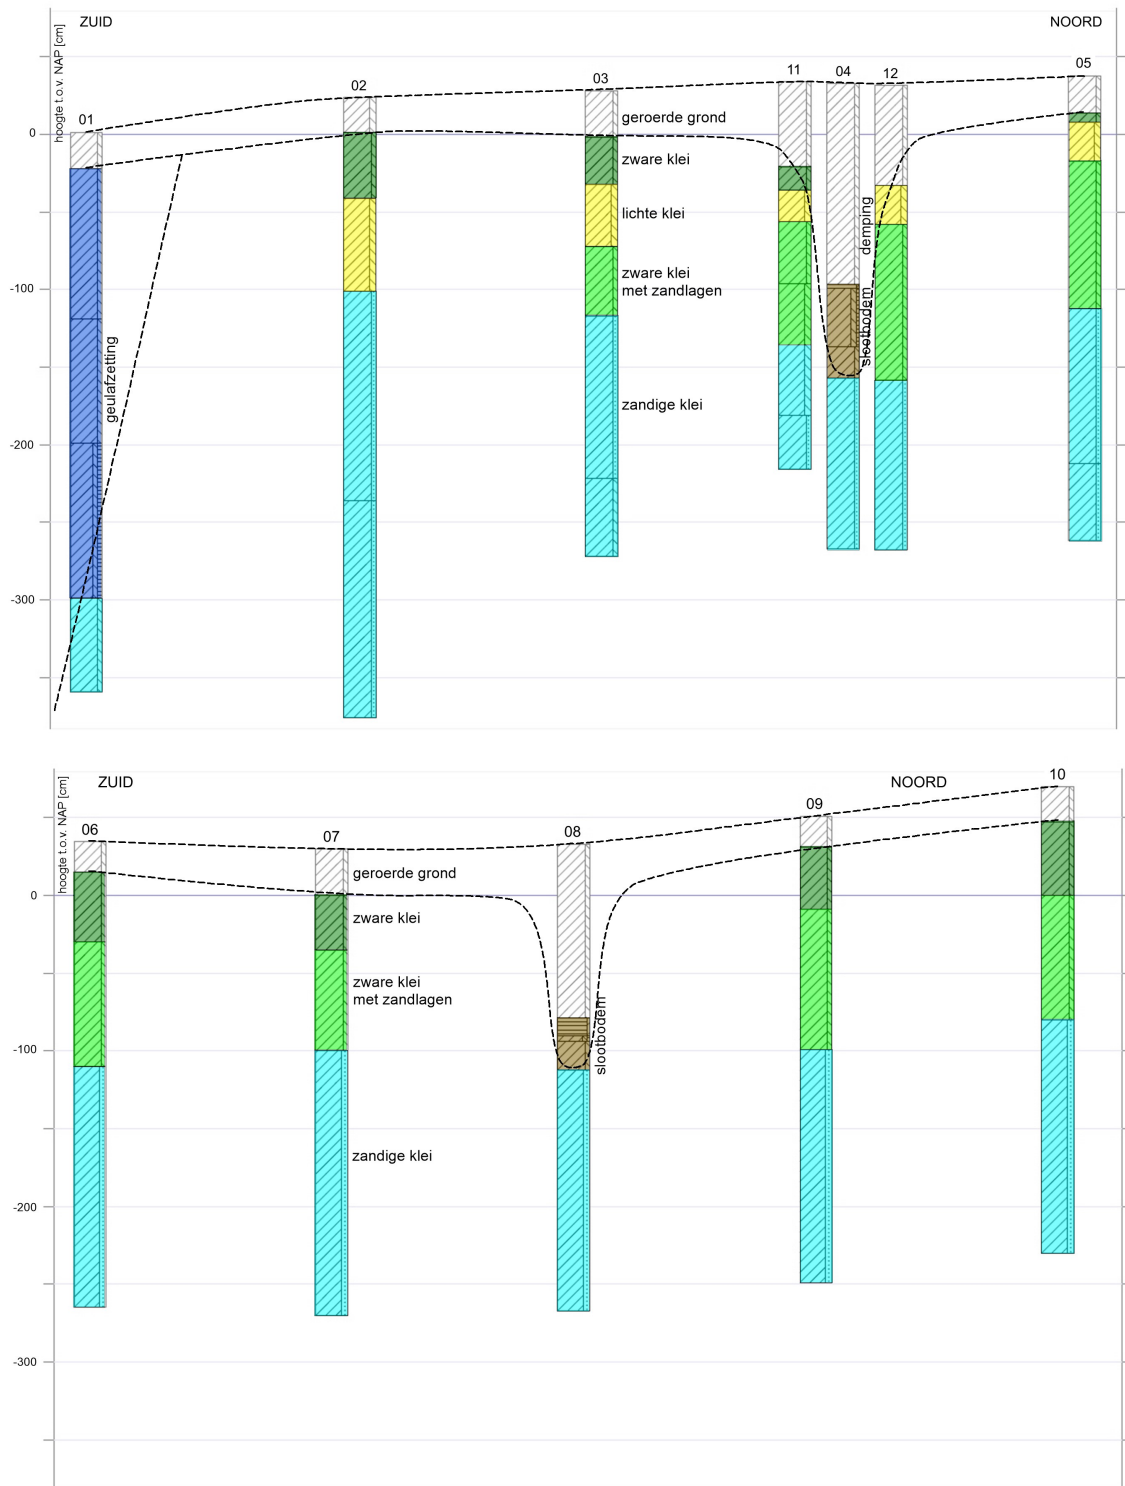 ZUID
NOORD
hoogte t.o.v. NAP [cm]
01
02
03
11
04
12
05
0
-100
-200
-300
geroerde grond
zware klei
lichte klei
zware klei
met zandlagen
zandige klei
geulafzetting
demping
slootbodem
ZUID
NOORD
hoogte t.o.v. NAP [cm]
06
07
08
09
10
0
-100
-200
-300
geroerde grond
zware klei
zware klei
met zandlagen
zandige klei
slootbodem